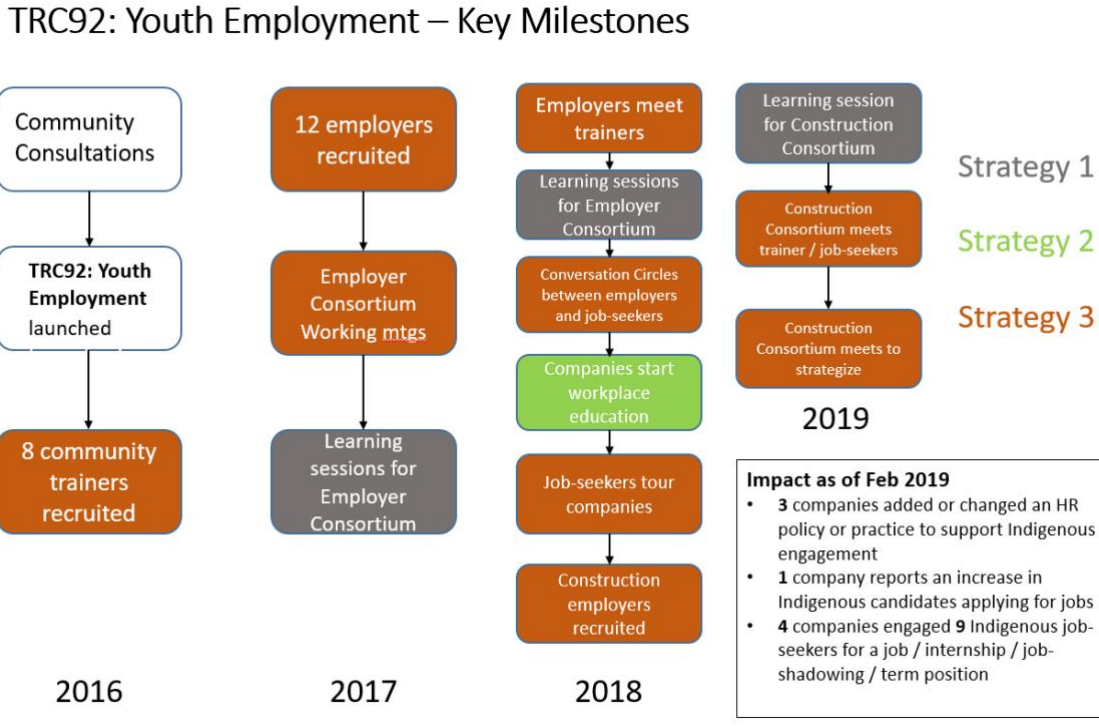 TRC92: Youth Employment – Key Milestones
Community
Consultations
TRC92: Youth
Employment
launched
8 community
trainers
recruited
2016
12 employers
recruited
Employer
Consortium
Working mtgs
Learning
sessions for
Employer
Consortium
2017
Employers meet
trainers
Learning sessions
for Employer
Consortium
Conversation Circles
between employers
and job-seekers
Companies start
workplace
education
Job-seekers tour
companies
Construction
employers
recruited
2018
Learning session
for Construction
Consortium
Construction
Consortium meets
trainer / job-seekers
Construction
Consortium meets to
strategize
2019
Strategy 1
Strategy 2
Strategy 3
Impact as of Feb 2019
• 3 companies added or changed an HR
policy or practice to support Indigenous
engagement
• 1 company reports an increase in
Indigenous candidates applying for jobs
• 4 companies engaged 9 Indigenous job-
seekers for a job / internship / job-
shadowing / term position